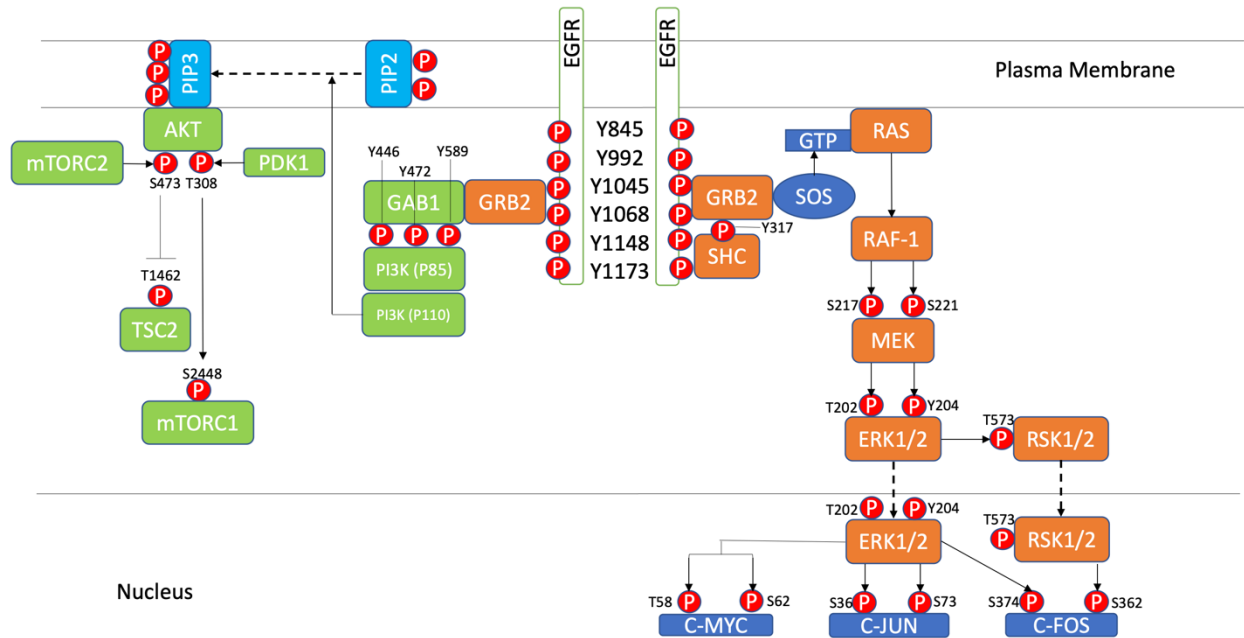 EGFR
EGFR
P
P
P
PIP3
PIP2
P
P
Plasma Membrane
AKT
P
P
P
P
P
P
P
P
P
P
P
P
P
P
Y845
Y992
Y1045
Y1068
Y1148
Y1173
mTORC2
PDK1
S473
T308
Y446
Y472
Y589
GAB1
GRB2
P
P
P
PI3K (P85)
PI3K (P110)
T1462
P
TSC2
S2448
P
mTORC1
GRB2
SOS
GTP
RAS
P
Y317
SHC
RAF-1
S217
P
P
S221
MEK
T202
P
P
Y204
ERK1/2
T573
P
RSK1/2
T202
P
P
Y204
ERK1/2
T573
P
RSK1/2
Nucleus
T58
P
P
S62
C-MYC
S36
P
P
S73
C-JUN
S374
P
P
S362
C-FOS